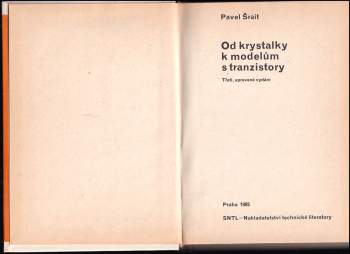 Pavel Šrait
Od krystalky
k modelům
s tranzistory
Třetí, upravené vydání
Praha 1985
SNTL—Nakladatelství technické literatury